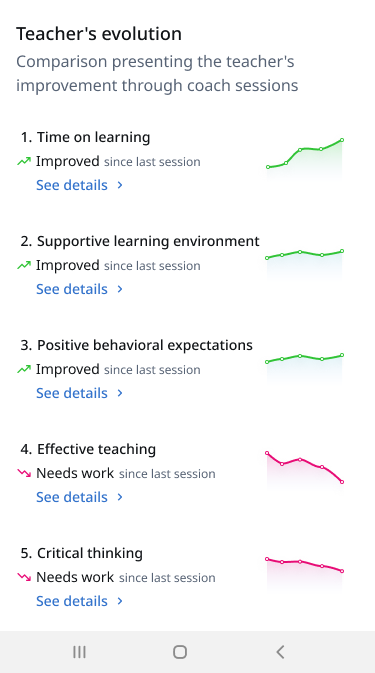 Teacher's evolution
Comparison presenting the teacher's
improvement through coach sessions
1. Time on learning
Improved since last session
See details
2. Supportive learning environment
Improved since last session
See details
3. Positive behavioral expectations
Improved since last session
See details
4. Effective teaching
Needs work since last session
See details
5. Critical thinking
Needs work since last session
See details